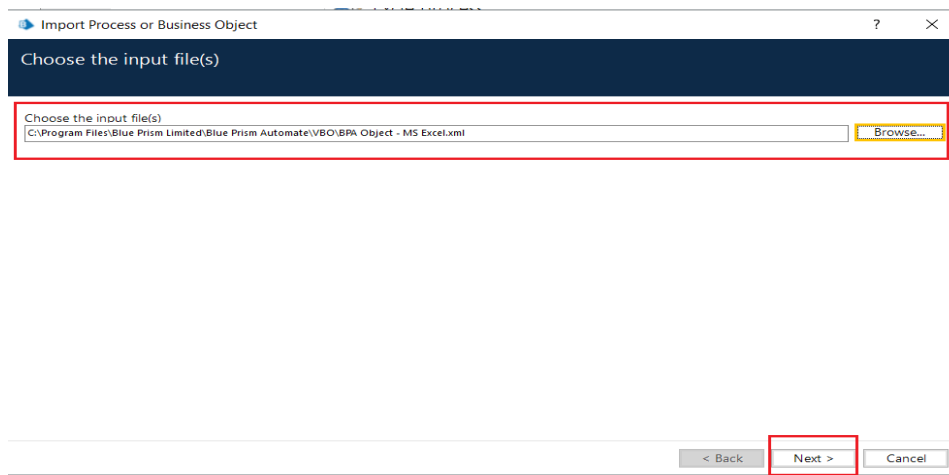 Import Process or Business Object
?
Choose the input file(s)
Choose the input file(s)
C:\Program Files\Blue Prism Limited\Blue Prism Automate\VBO\BPA Object - MS Excel.xml
Browse...
< Back
Next >
Cancel